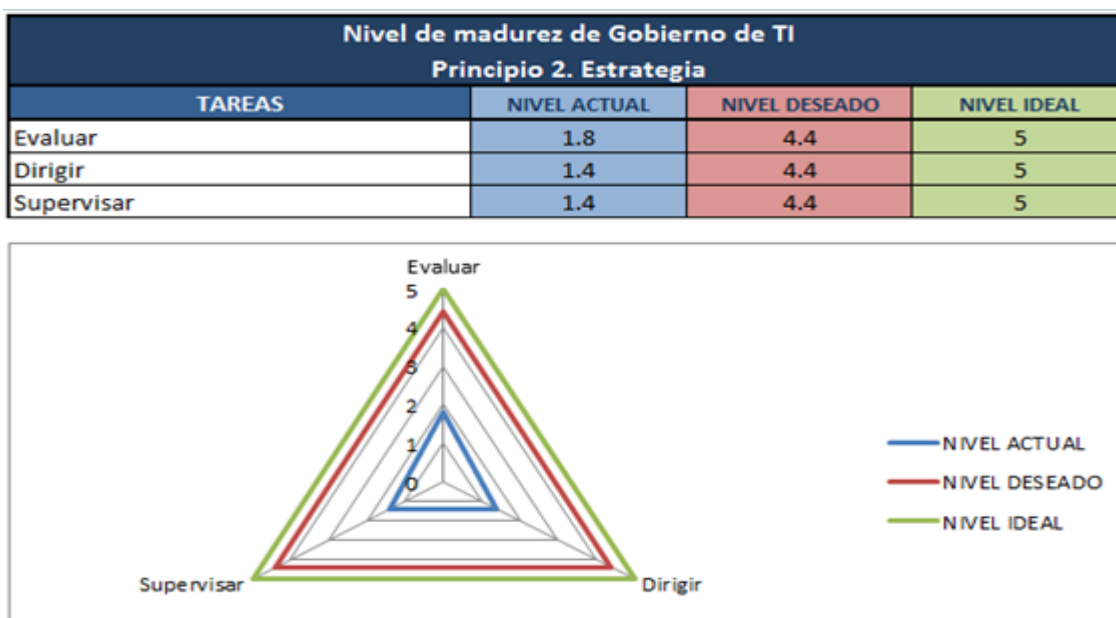 Nivel de madurez de Gobierno de TI
Principio 2. Estrategia
TAREAS NIVEL ACTUAL NIVEL DESEADO NIVEL IDEAL
Evaluar 1.8 4.4 5
Dirigir 1.4 4.4 5
Supervisar 1.4 4.4 5
Evaluar
5
4
3
2
1
0
NIVEL ACTUAL
NIVEL DESEADO
NIVEL IDEAL
Supervisar Dirigir